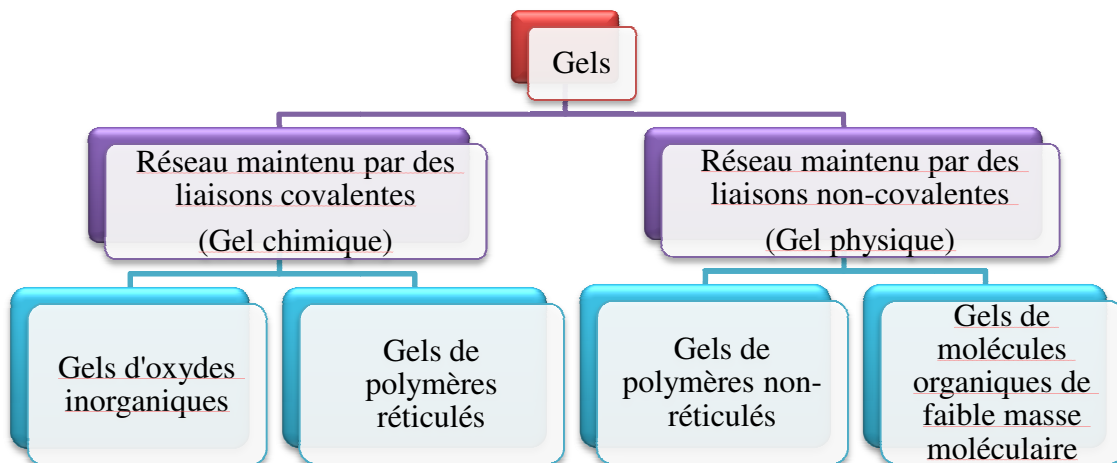 Gels
Réseau maintenu par des
liaisons covalentes
(Gel chimique)
Réseau maintenu par des
liaisons non-covalentes
(Gel physique)
Gels d'oxydes
inorganiques
Gels de
polymères
réticulés
Gels de
polymères non-
réticulés
Gels de
molécules
organiques de
faible masse
moléculaire